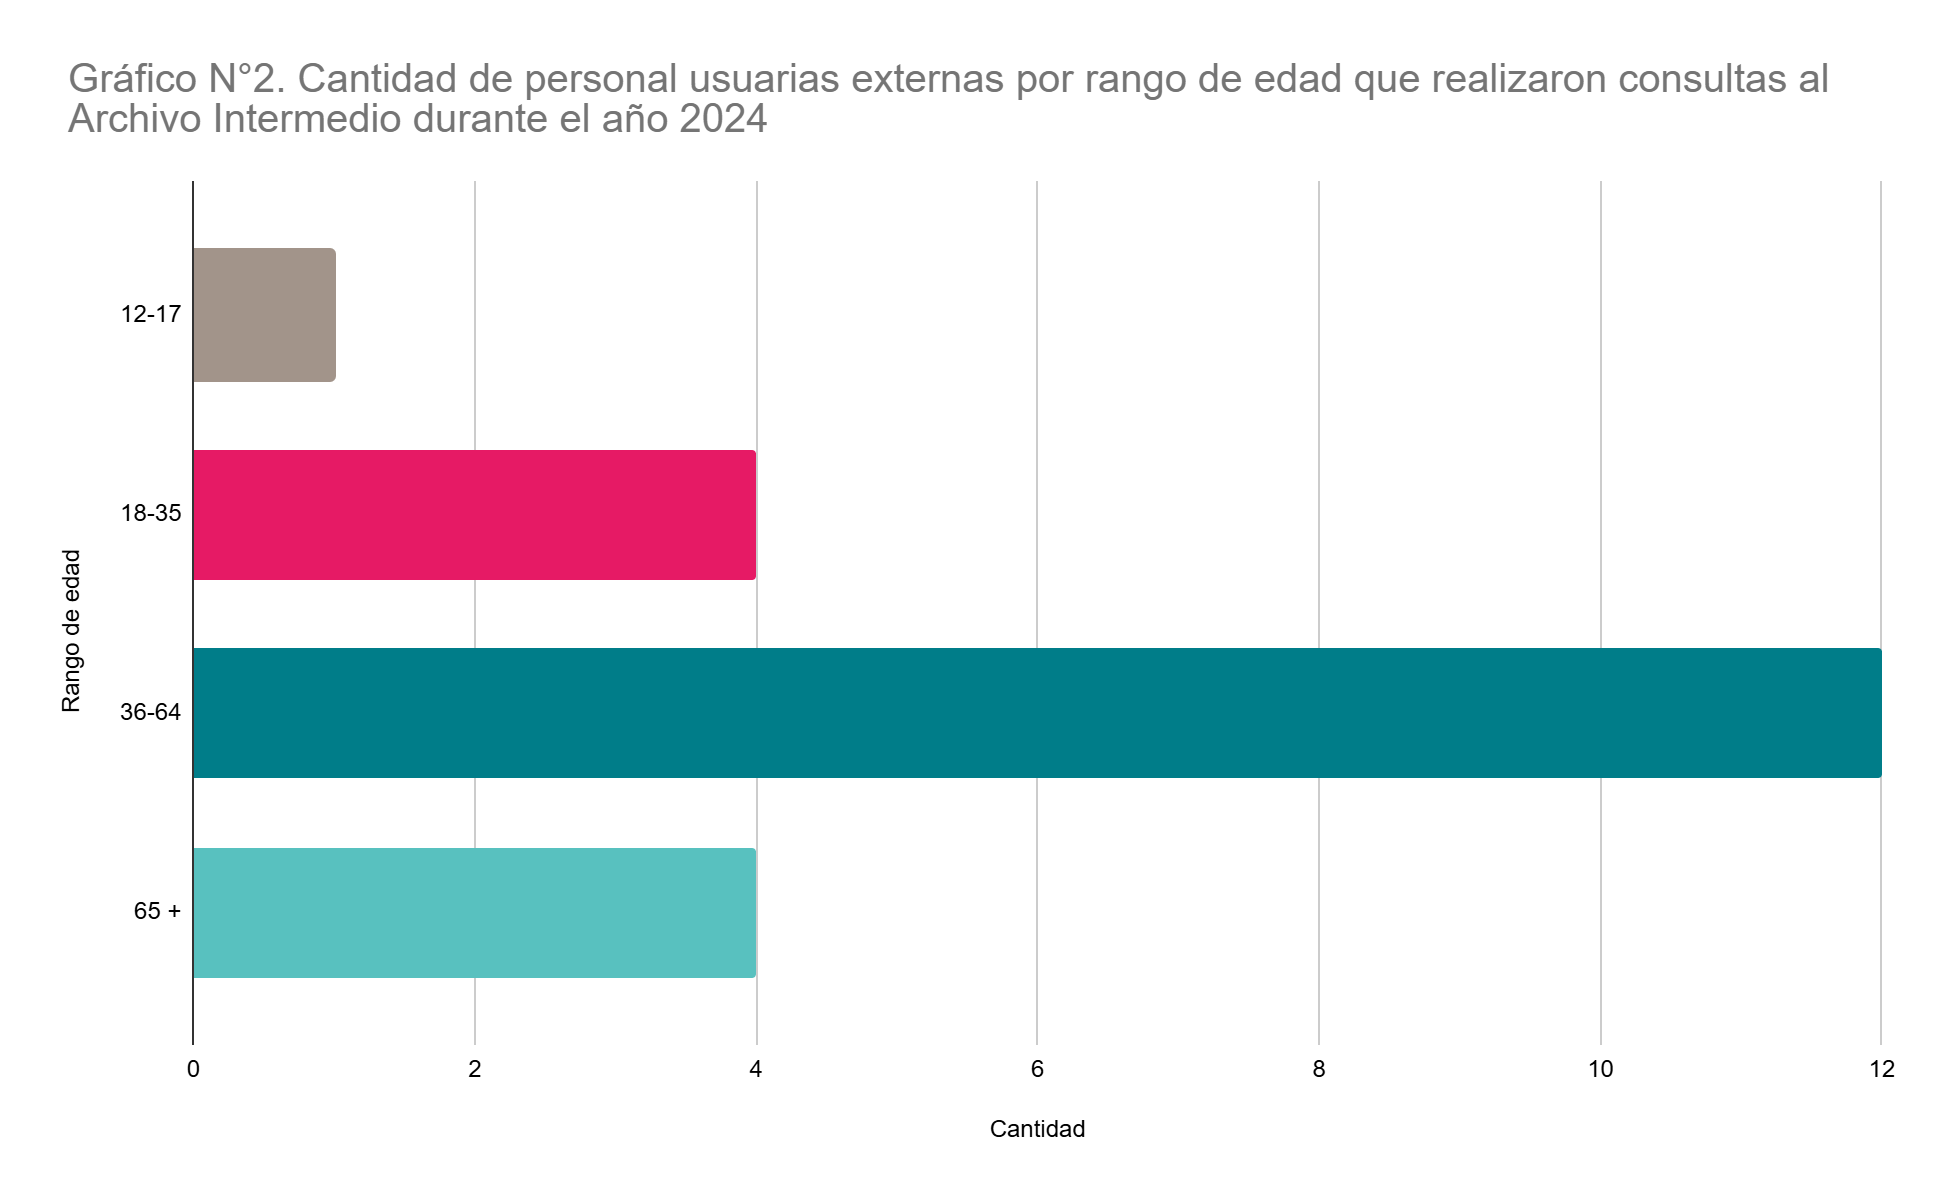 Gráfico N°2. Cantidad de personal usuarias externas por rango de edad que realizaron consultas al
Archivo Intermedio durante el año 2024
Rango de edad
12-17
18-35
36-64
65 +
0 2 4 6 8 10 12
Cantidad